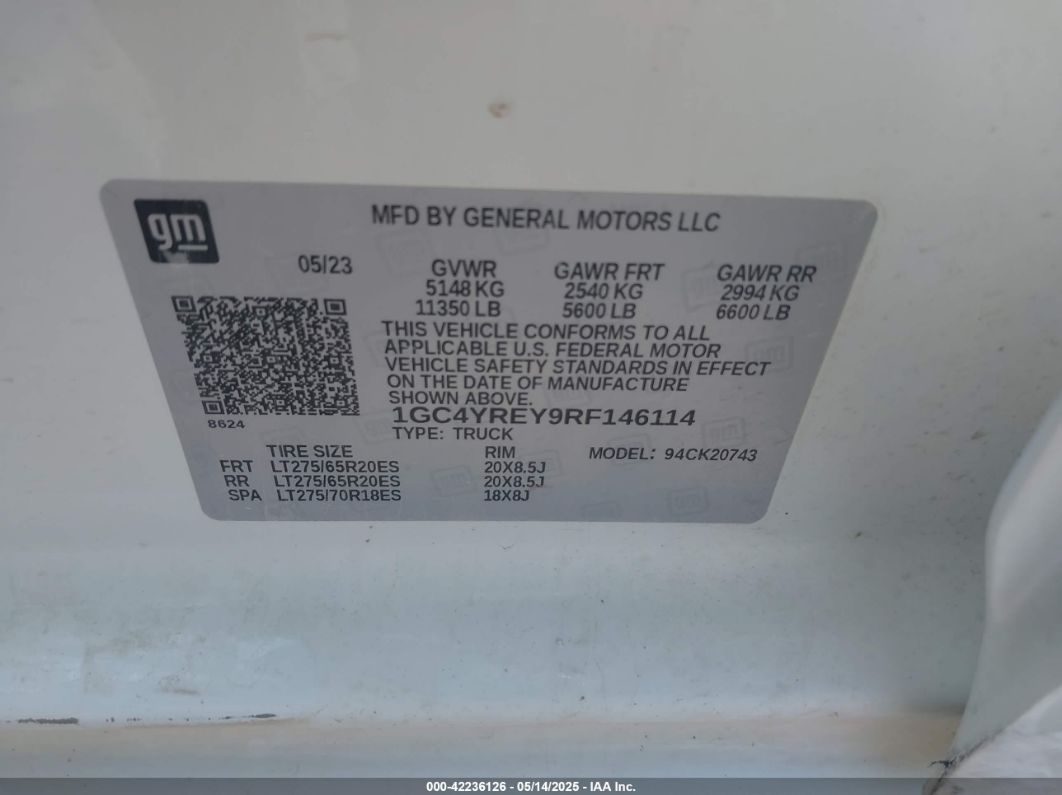 gm
MFD BY GENERAL MOTORS LLC
05/23 GVWR GAWR FRT GAWR RR
5148 KG 2540 KG 2994 KG
11350 LB 5600 LB 6600 LB
THIS VEHICLE CONFORMS TO ALL
APPLICABLE U.S. FEDERAL MOTOR
VEHICLE SAFETY STANDARDS IN EFFECT
ON THE DATE OF MANUFACTURE
SHOWN ABOVE.
1GC4YREY9RF146114
8624
TYPE: TRUCK
TIRE SIZE RIM MODEL: 94CK20743
FRT LT275/65R20ES 20X8.5J
RR LT275/65R20ES 20X8.5J
SPA LT275/70R18ES 18X8J
000-42236126 - 05/14/2025 - IAA Inc.